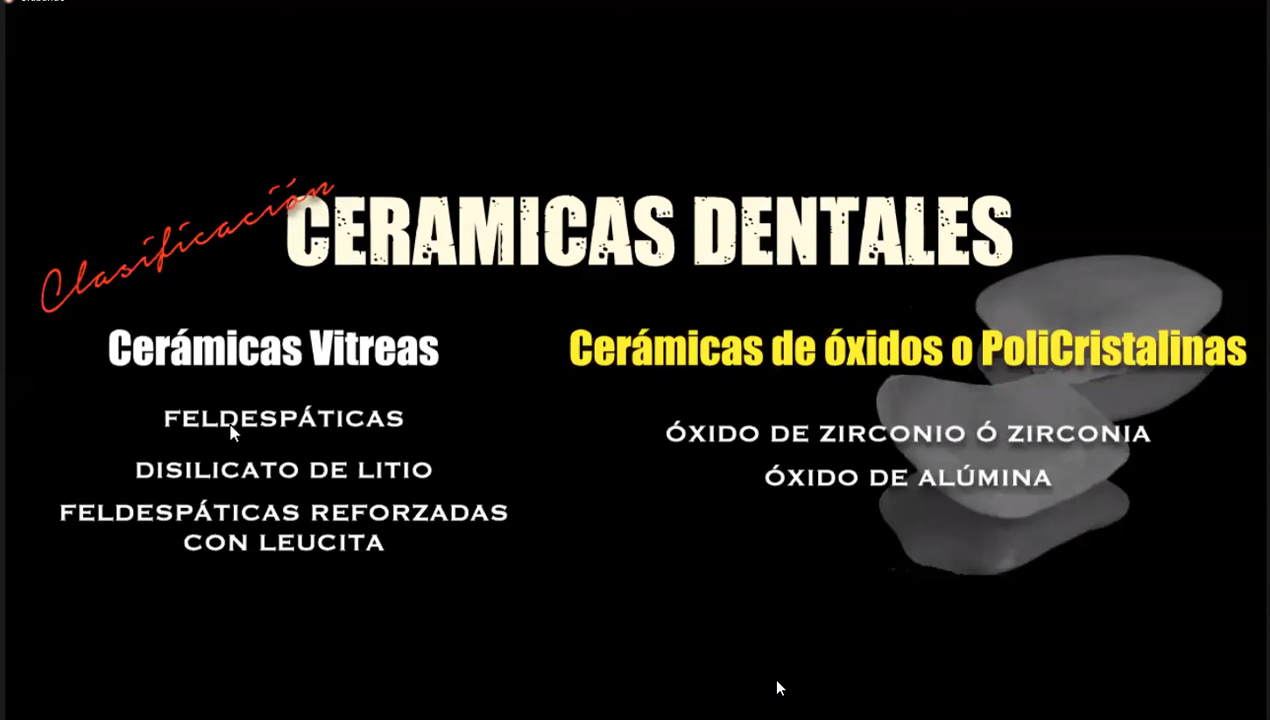 Clasificación
CERAMICAS DENTALES
Cerámicas Vitreas
FELDESPÁTICAS
DISILICATO DE LITIO
FELDESPÁTICAS REFORZADAS
CON LEUCITA
Cerámicas de óxidos o PoliCristalinas
ÓXIDO DE ZIRCONIO Ó ZIRCONIA
ÓXIDO DE ALÚMINA